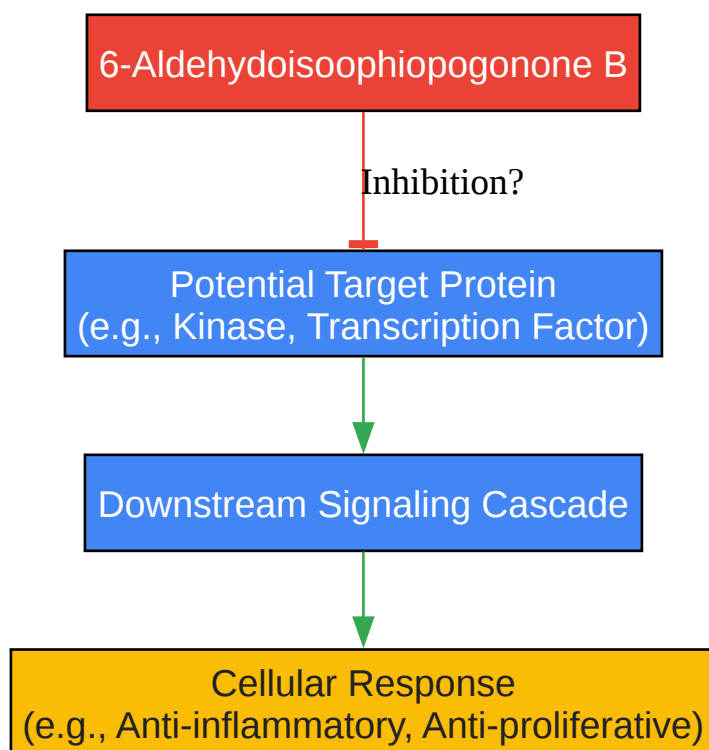 6-Aldehydoisoophiopogonone B
Inhibition?
Potential Target Protein
(e.g., Kinase, Transcription Factor)
Downstream Signaling Cascade
Cellular Response
(e.g., Anti-inflammatory, Anti-proliferative)